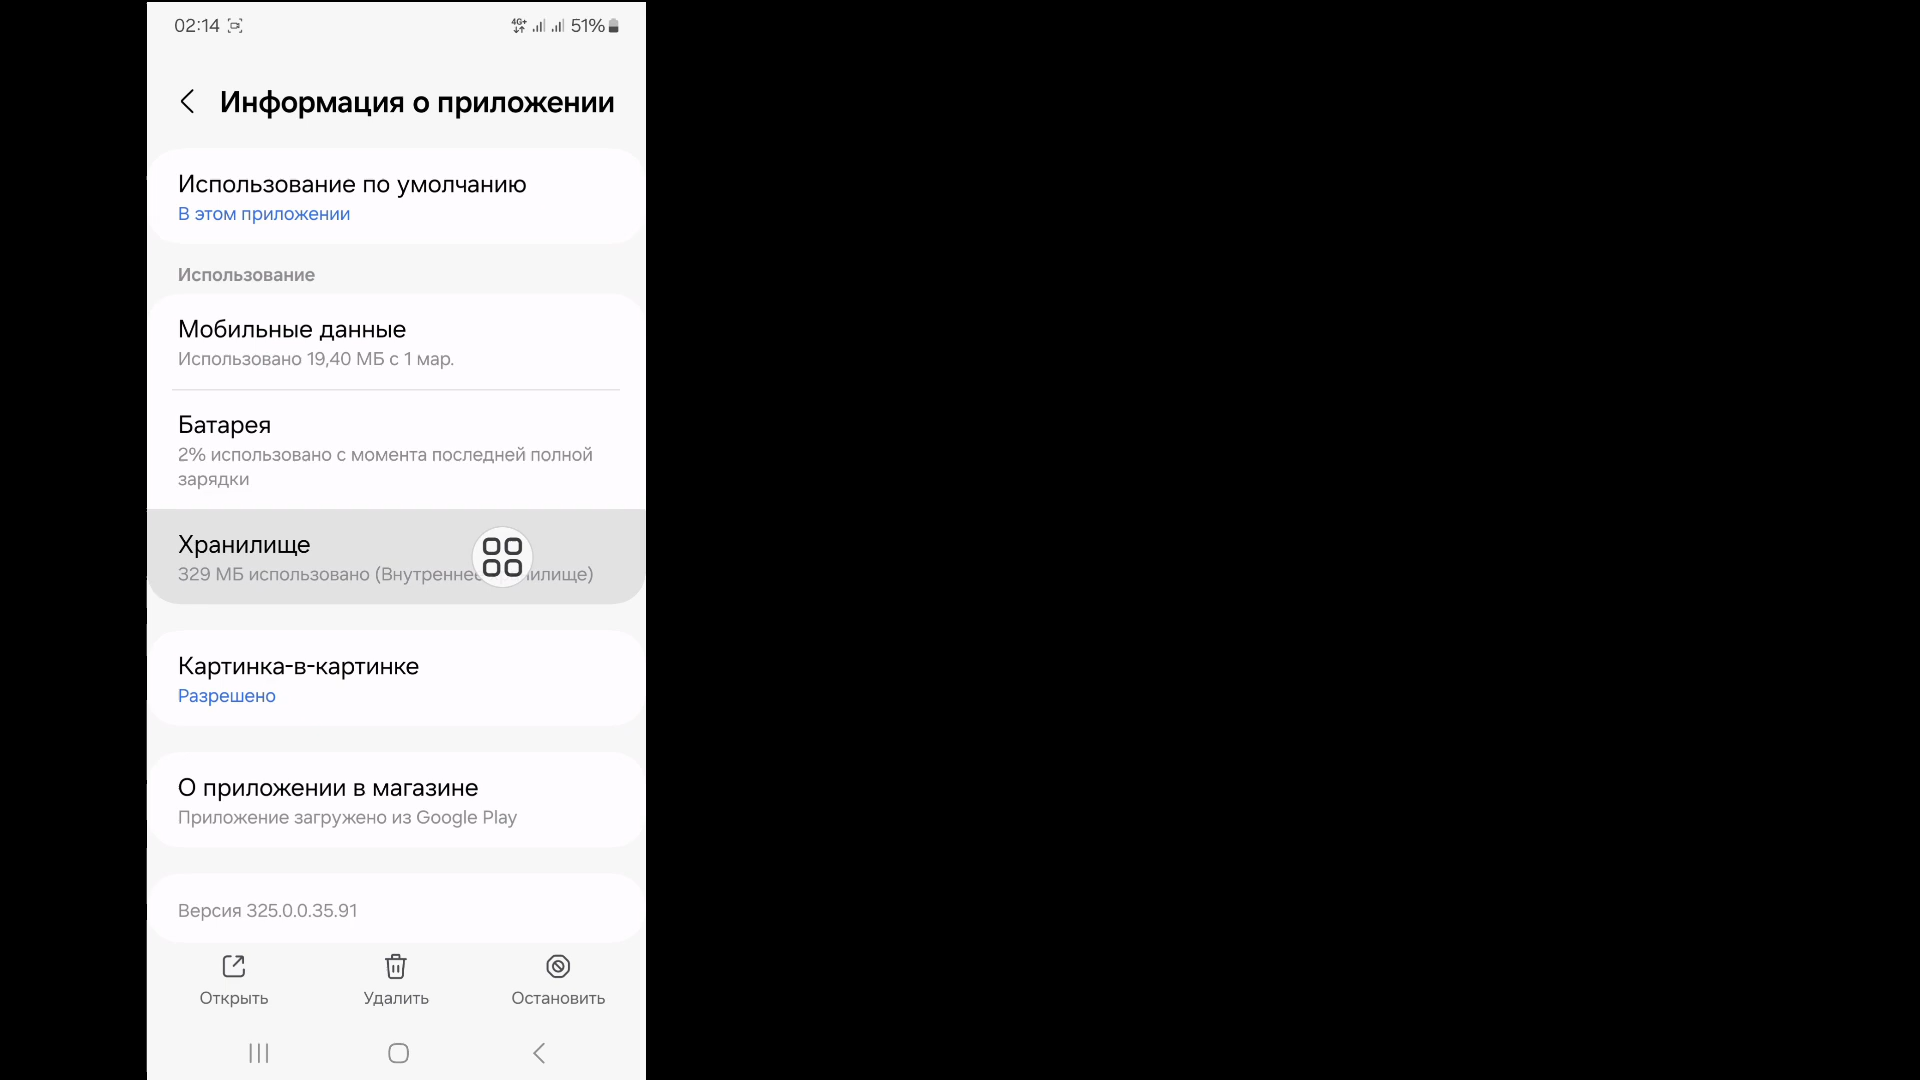 02:14 4G+ 51%
Информация о приложении
Использование по умолчанию
В этом приложении
Использование
Мобильные данные
Использовано 19,40 МБ с 1 мар.
Батарея
2% использовано с момента последней полной
зарядки
Хранилище
329 МБ использовано
Картинка-в-картинке
Разрешено
О приложении в магазине
Приложение загружено из Google Play
Версия 325.0.0.35.91
Открыть Удалить Остановить